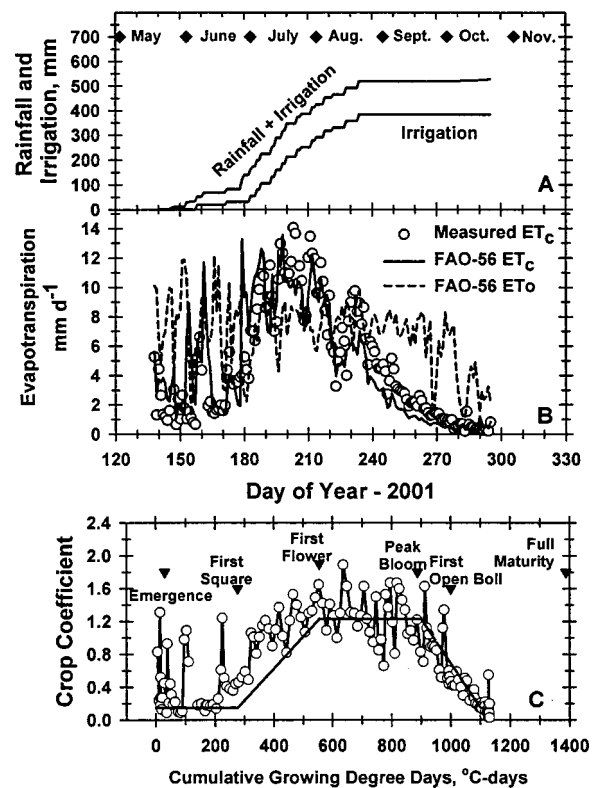 Rainfall and
Irrigation, mm
700
600
500
400
300
200
100
0
May June July Aug. Sept. Oct. Nov.
Rainfall + Irrigation
Irrigation
A
Evapotranspiration
mm d⁻¹
14
12
10
8
6
4
2
0
Measured ETc
FAO-56 ETc
FAO-56 ETo
B
120 150 180 210 240 270 300 330
Day of Year - 2001
Crop Coefficient
2.4
2.0
1.6
1.2
0.8
0.4
0.0
Emergence
First
Square
First
Flower
Peak
Bloom
First
Open Boll
Full
Maturity
C
0 200 400 600 800 1000 1200 1400
Cumulative Growing Degree Days, °C-days